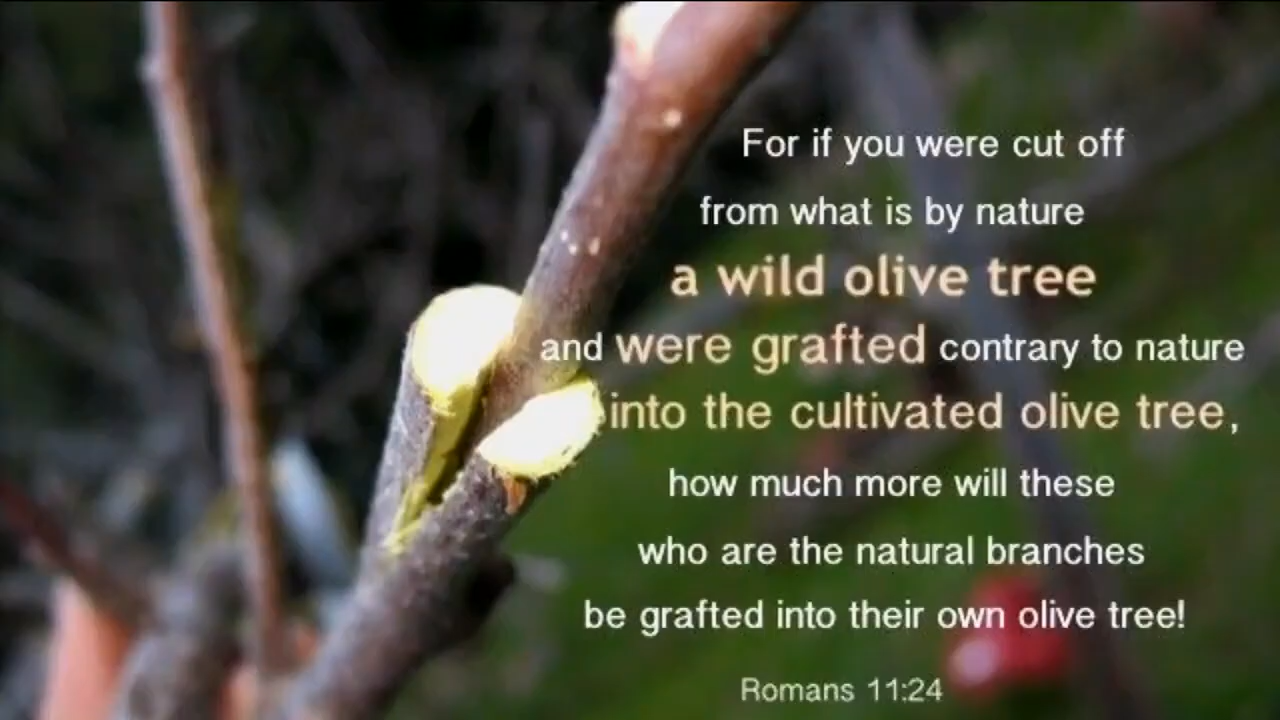 For if you were cut off
from what is by nature
a wild olive tree
and were grafted contrary to nature
into the cultivated olive tree,
how much more will these
who are the natural branches
be grafted into their own olive tree!
Romans 11:24